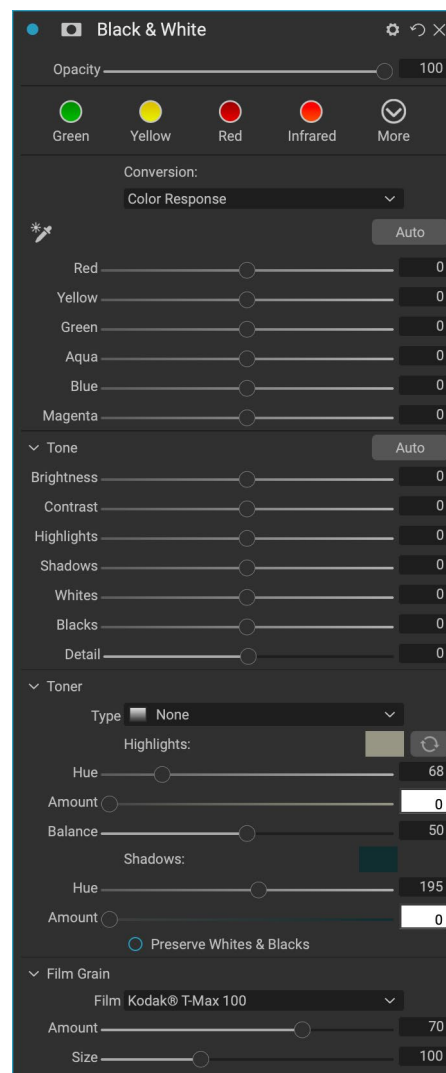 Black & White
Opacity 100
Green Yellow Red Infrared More
Conversion:
Color Response
Auto
Red 0
Yellow 0
Green 0
Aqua 0
Blue 0
Magenta 0
Tone Auto
Brightness 0
Contrast 0
Highlights 0
Shadows 0
Whites 0
Blacks 0
Detail 0
Toner
Type None
Highlights:
Hue 68
Amount 0
Balance 50
Shadows:
Hue 195
Amount 0
Preserve Whites & Blacks
Film Grain
Film Kodak® T-Max 100
Amount 70
Size 100